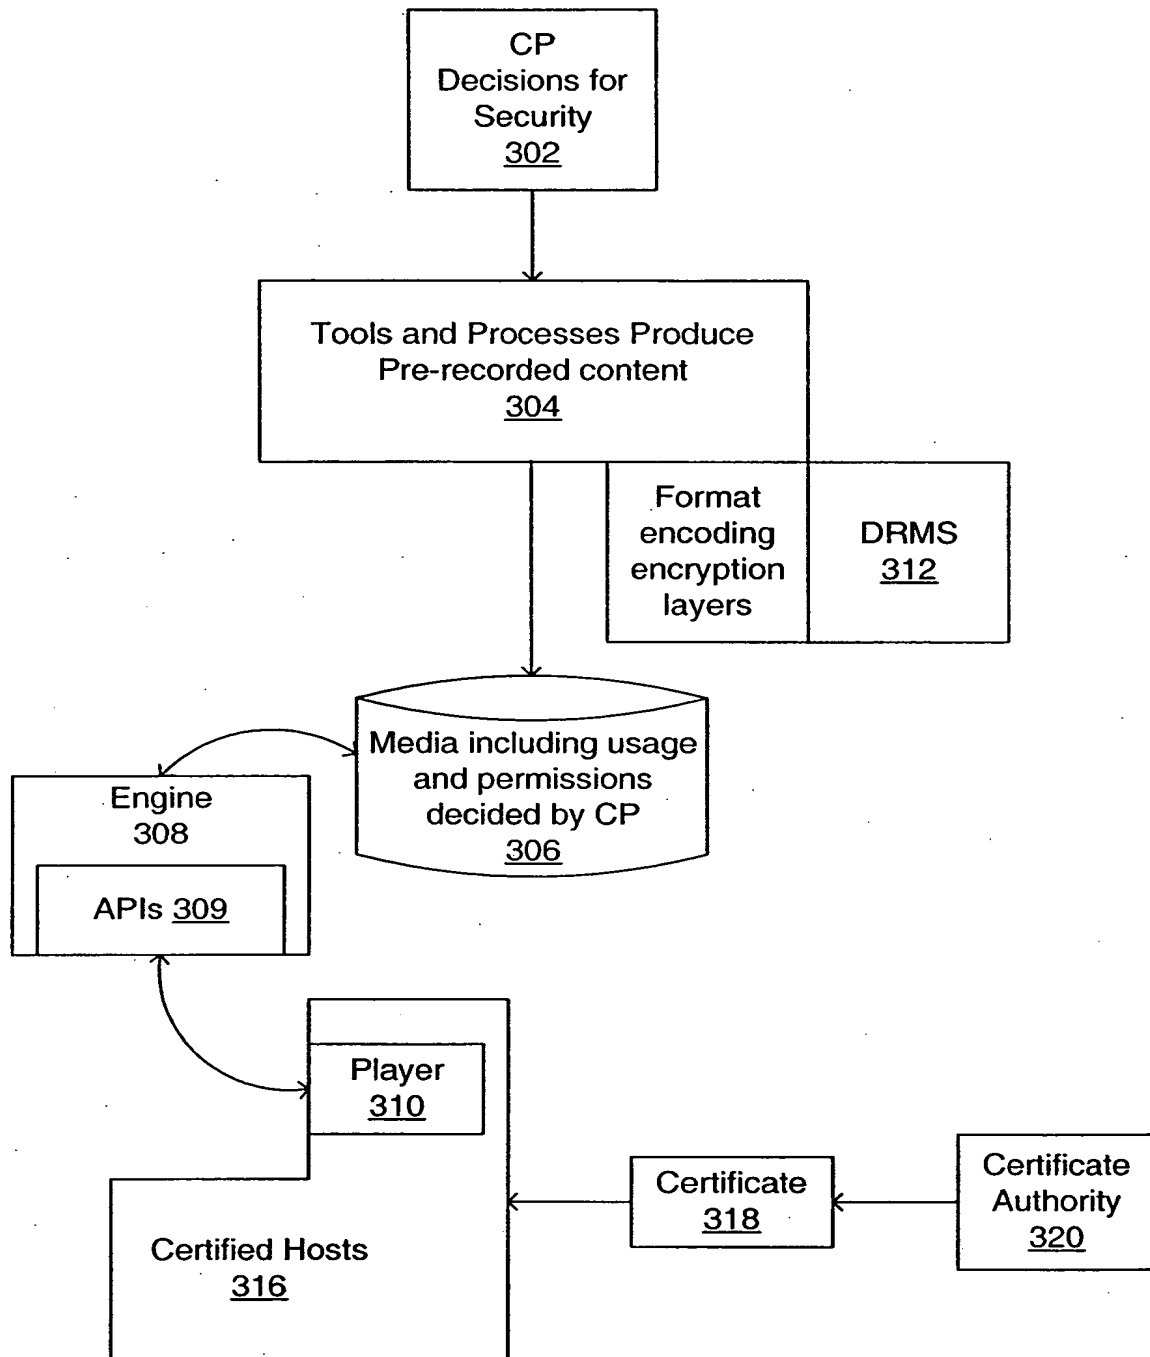 CP
Decisions for
Security
302
Tools and Processes Produce
Pre-recorded content
304
Format
encoding
encryption
layers
DRMS
312
Media including usage
and permissions
decided by CP
306
Engine
308
APIs 309
Player
310
Certificate
318
Certificate
Authority
320
Certified Hosts
316